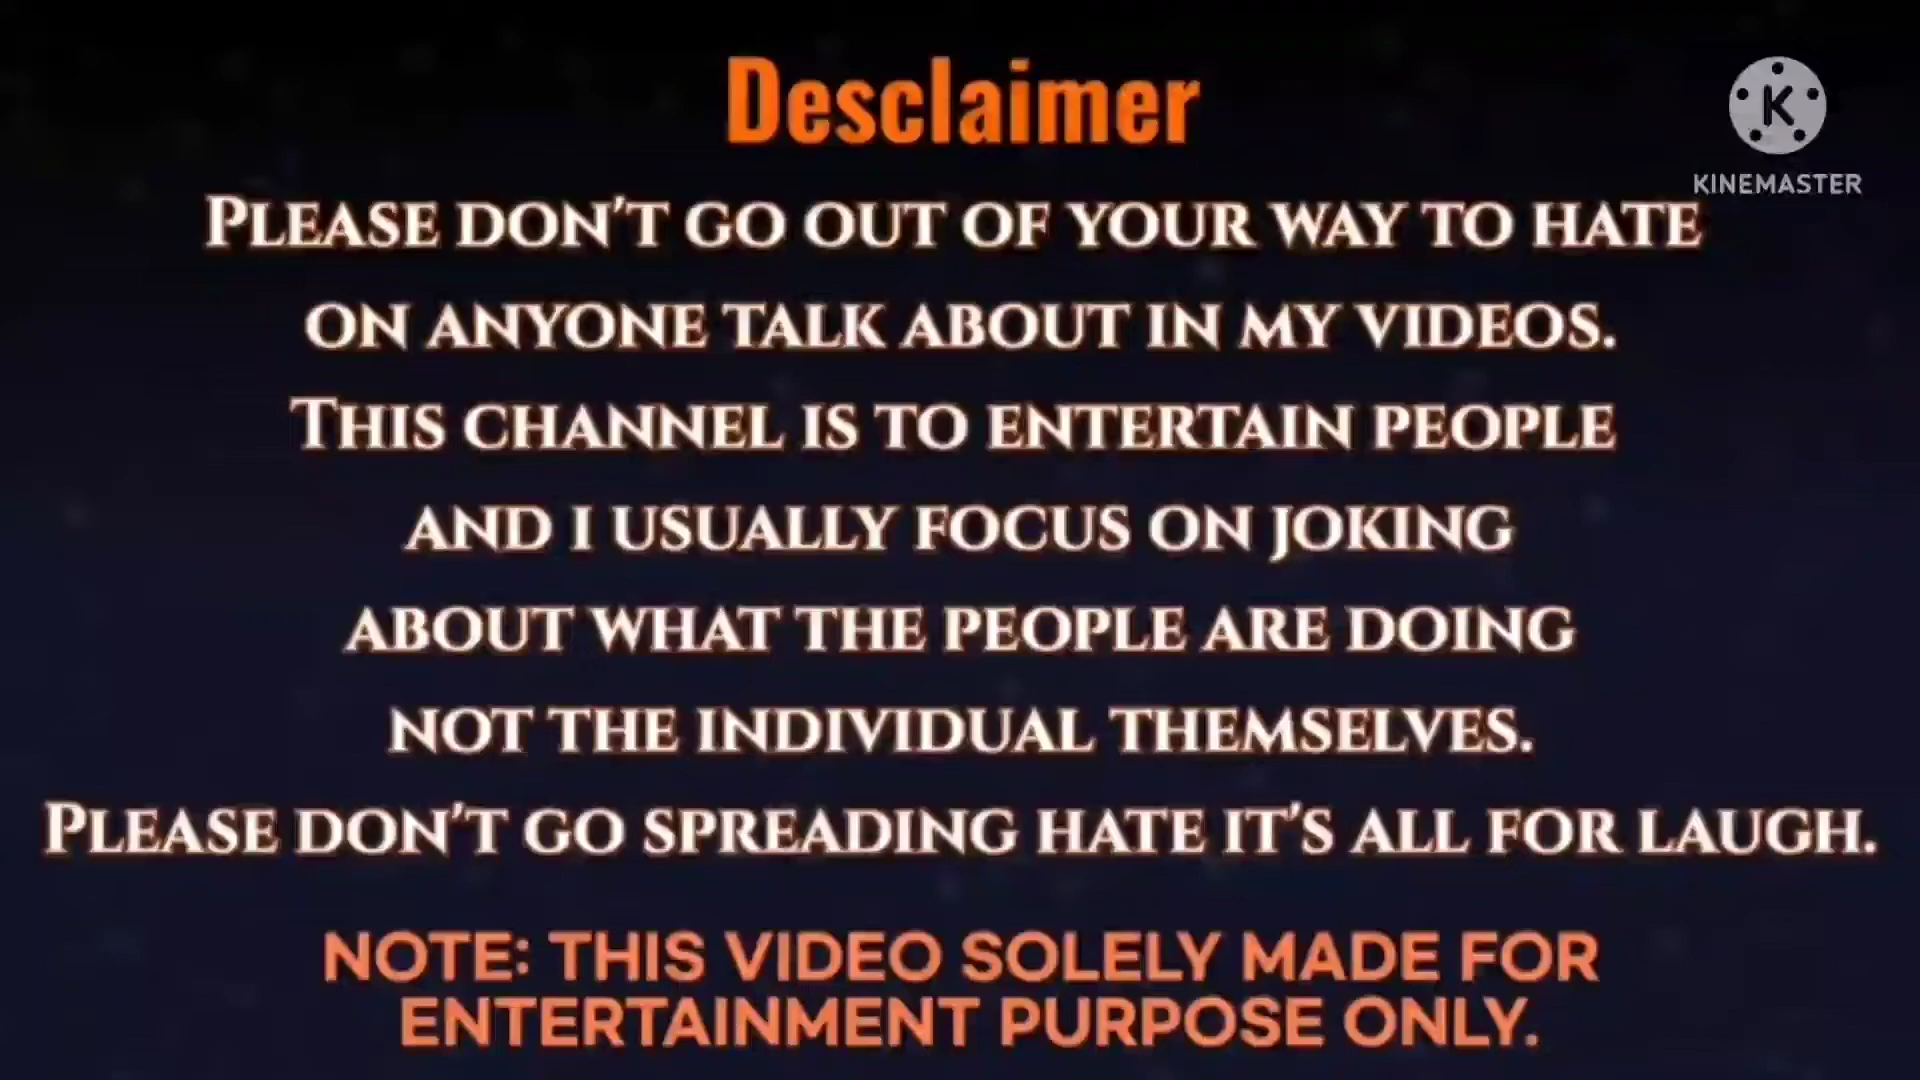 Desclaimer
K
KINEMASTER
PLEASE DON'T GO OUT OF YOUR WAY TO HATE
ON ANYONE TALK ABOUT IN MY VIDEOS.
THIS CHANNEL IS TO ENTERTAIN PEOPLE
AND I USUALLY FOCUS ON JOKING
ABOUT WHAT THE PEOPLE ARE DOING
NOT THE INDIVIDUAL THEMSELVES.
PLEASE DON'T GO SPREADING HATE IT'S ALL FOR LAUGH.
NOTE: THIS VIDEO SOLELY MADE FOR
ENTERTAINMENT PURPOSE ONLY.